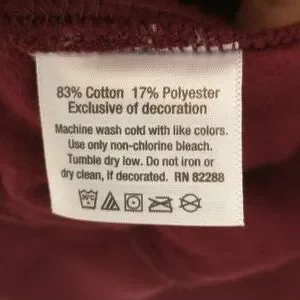 83% Cotton 17% Polyester
Exclusive of decoration
Machine wash cold with like colors.
Use only non-chlorine bleach.
Tumble dry low. Do not iron or
dry clean, if decorated. RN 82288